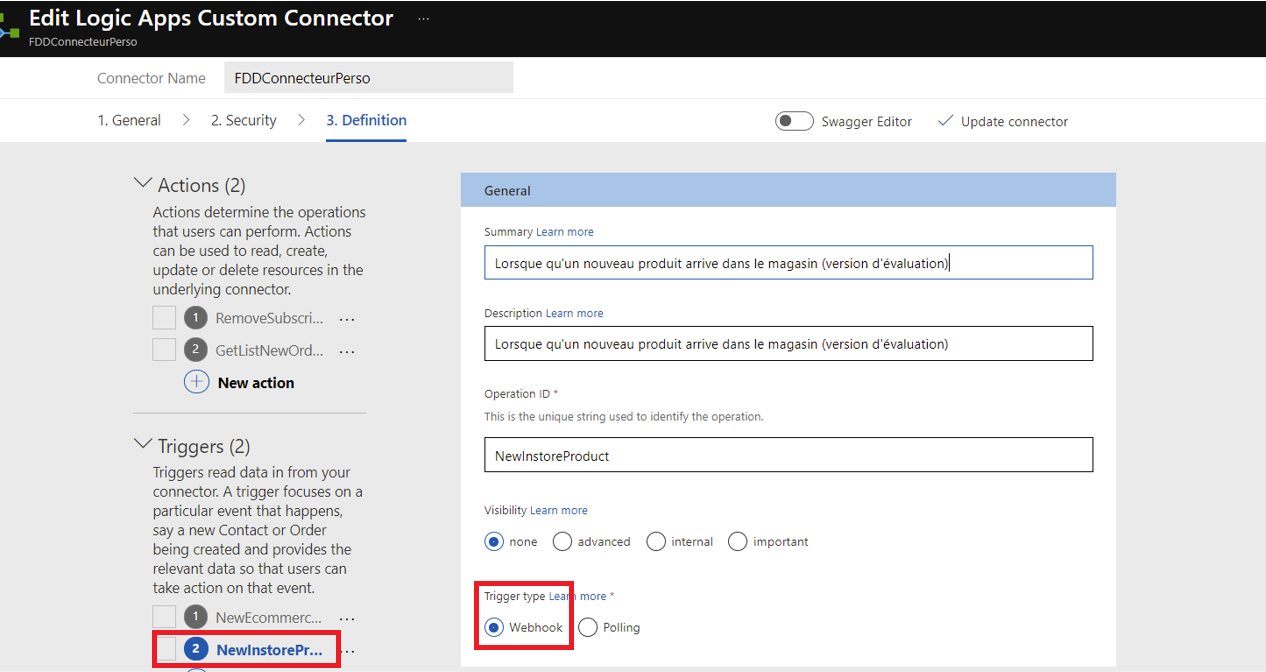 Edit Logic Apps Custom Connector ...
FDDConnecteurPerso
Connector Name FDDConnecteurPerso
1. General > 2. Security > 3. Definition Swagger Editor Update connector
Actions (2)
Actions determine the operations
that users can perform. Actions
can be used to read, create,
update or delete resources in the
underlying connector.
1 RemoveSubscri... ...
2 GetListNewOrd... ...
New action
Triggers (2)
Triggers read data in from your
connector. A trigger focuses on a
particular event that happens,
say a new Contact or Order
being created and provides the
relevant data so that users can
take action on that event.
1 NewEcommerc... ...
2 NewInstorePr... ...
General
Summary Learn more
Lorsque qu'un nouveau produit arrive dans le magasin (version d'évaluation)
Description Learn more
Lorsque qu'un nouveau produit arrive dans le magasin (version d'évaluation)
Operation ID *
This is the unique string used to identify the operation.
NewInstoreProduct
Visibility Learn more
none advanced internal important
Trigger type Learn more *
Webhook Polling